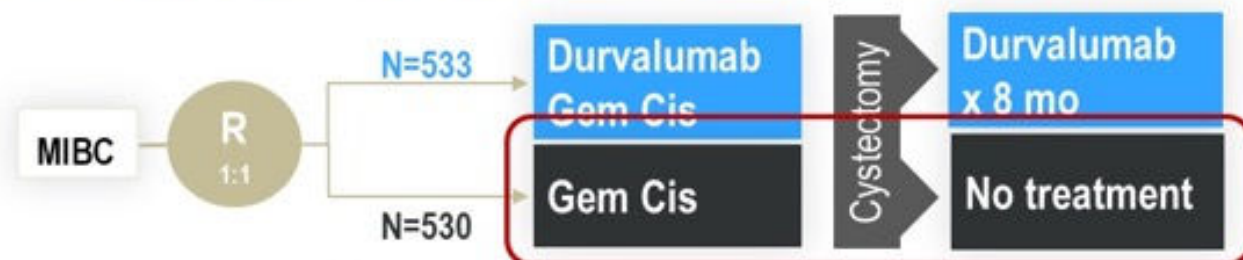 MIBC
R
1:1
N=533
Durvalumab
Gem Cis
N=530
Gem Cis
Cystectomy
Durvalumab
x 8 mo
No treatment